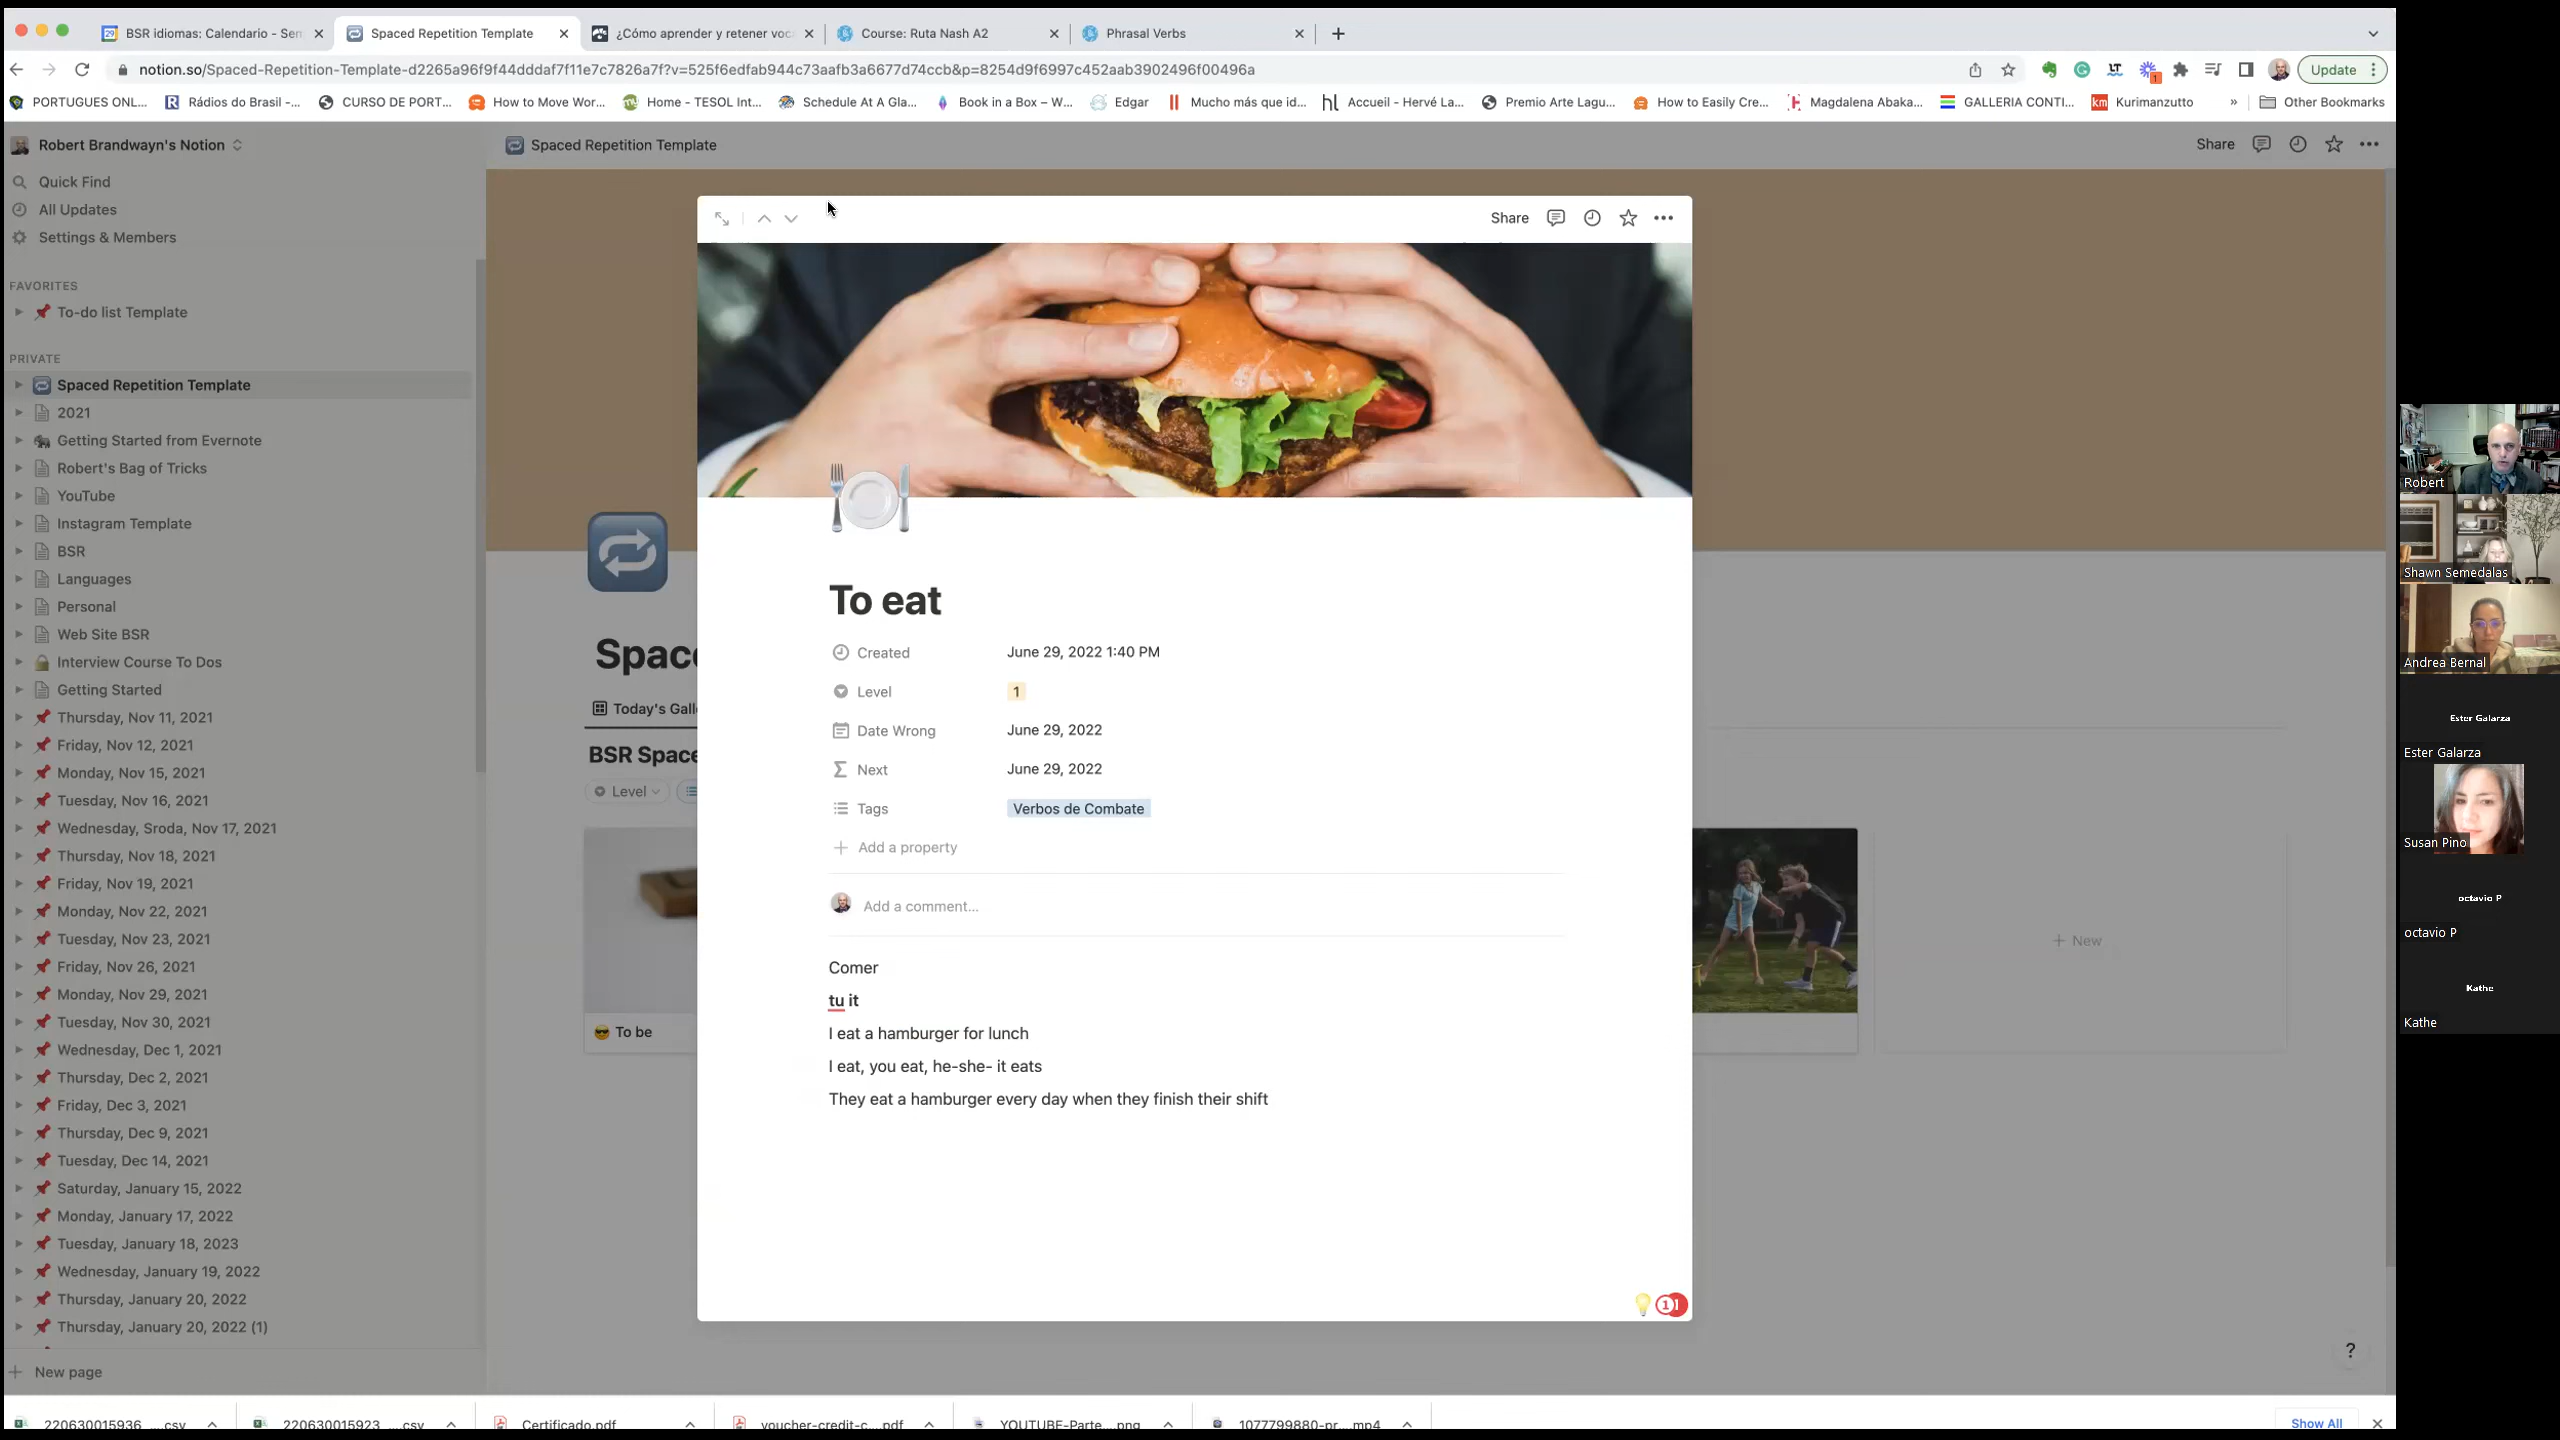 BSR idiomas: Calendario - Sen
Spaced Repetition Template
¿Cómo aprender y retener voc
Course: Ruta Nash A2
Phrasal Verbs
notion.so/Spaced-Repetition-Template-d2265a96f9f44dddaf7f11e7c7826a7f?v=525f6edfab944c73aafb3a6677d74ccb&p=8254d9f6997c452aab3902496f00496a
Update
PORTUGUES ONL...
Rádios do Brasil -...
CURSO DE PORT...
How to Move Wor...
Home - TESOL Int...
Schedule At A Gla...
Book in a Box – W...
Edgar
Mucho más que id...
Accueil - Hervé La...
Premio Arte Lagu...
How to Easily Cre...
Magdalena Abaka...
GALLERIA CONTI...
Kurimanzutto
»
Other Bookmarks
Robert Brandwayn's Notion
Spaced Repetition Template
Share
Quick Find
All Updates
Settings & Members
FAVORITES
To-do list Template
PRIVATE
Spaced Repetition Template
2021
Getting Started from Evernote
Robert's Bag of Tricks
YouTube
Instagram Template
BSR
Languages
Personal
Web Site BSR
Interview Course To Dos
Getting Started
Thursday, Nov 11, 2021
Friday, Nov 12, 2021
Monday, Nov 15, 2021
Tuesday, Nov 16, 2021
Wednesday, Sroda, Nov 17, 2021
Thursday, Nov 18, 2021
Friday, Nov 19, 2021
Monday, Nov 22, 2021
Tuesday, Nov 23, 2021
Friday, Nov 26, 2021
Monday, Nov 29, 2021
Tuesday, Nov 30, 2021
Wednesday, Dec 1, 2021
Thursday, Dec 2, 2021
Friday, Dec 3, 2021
Thursday, Dec 9, 2021
Tuesday, Dec 14, 2021
Saturday, January 15, 2022
Monday, January 17, 2022
Tuesday, January 18, 2023
Wednesday, January 19, 2022
Thursday, January 20, 2022
Thursday, January 20, 2022 (1)
New page
Spac
Today's Gall
BSR Space
Level
To be
Share
To eat
Created
June 29, 2022 1:40 PM
Level
1
Date Wrong
June 29, 2022
Next
June 29, 2022
Tags
Verbos de Combate
Add a property
Add a comment...
Comer
tu it
I eat a hamburger for lunch
I eat, you eat, he-she- it eats
They eat a hamburger every day when they finish their shift
1
+ New
?
Robert
Shawn Semedalas
Andrea Bernal
Ester Galarza
Ester Galarza
Susan Pino
octavio P
octavio P
Kathe
Kathe
220630015936_....csv
220630015923_....csv
Certificado.pdf
voucher-credit-c....pdf
YOUTUBE-Parte....png
1077799880-pr....mp4
Show All